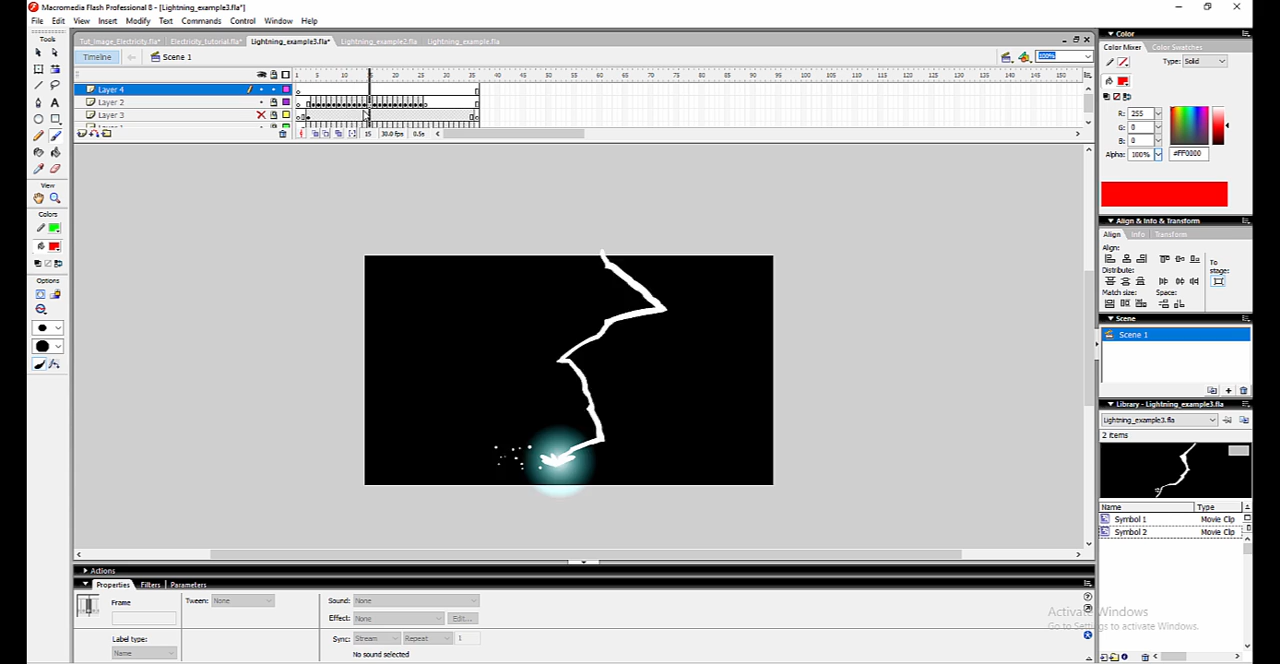 Macromedia Flash Professional 8 - [Lightning_example3.fla*]
File Edit View Insert Modify Text Commands Control Window Help
Tools
Tut_Image_Electricity.fla* Electricity_tutorial.fla* Lightning_example3.fla* Lightning_example2.fla Lightning_example.fla
Timeline Scene 1 100%
1 5 10 15 20 25 30 35 40 45 50 55 60 65 70 75 80 85 90 95 100 105 110 115 120 125 130 135 140 145 150
Layer 4
Layer 2
Layer 3
15 30.0 fps 0.5s
View
Colors
Options
Color
Color Mixer Color Swatches
Type: Solid
R: 255
G: 0
B: 0
Alpha: 100% #FF0000
Align & Info & Transform
Align Info Transform
Align:
Distribute:
Match size: Space:
To stage:
Scene
Scene 1
Library - Lightning_example3.fla
Lightning_example3.fla
2 items
Name Type
Symbol 1 Movie Clip
Symbol 2 Movie Clip
Actions
Properties Filters Parameters
Frame
Tween: None
Sound: None
Effect: None Edit...
Label type:
Name
Sync: Stream Repeat 1
No sound selected
Activate Windows
Go to Settings to activate Windows.